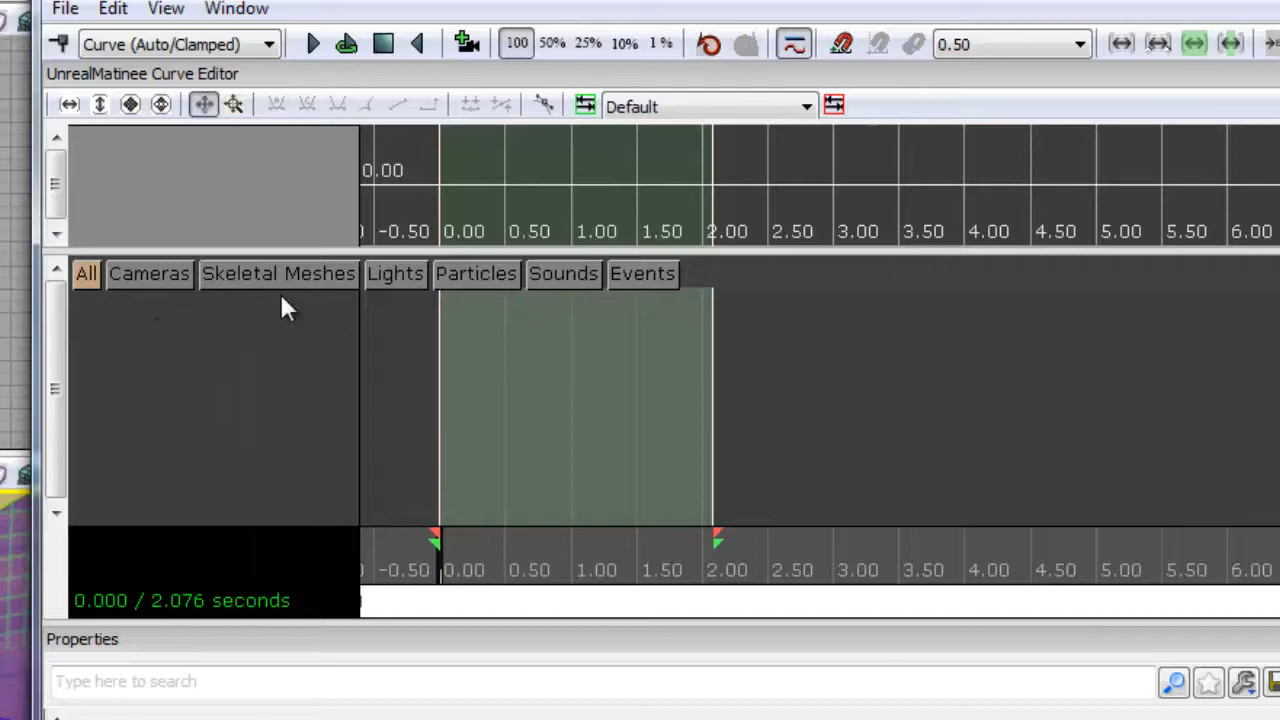 File Edit View Window
Curve (Auto/Clamped) 100 50% 25% 10% 1% 0.50
UnrealMatinee Curve Editor
Default
0.00
-0.50 0.00 0.50 1.00 1.50 2.00 2.50 3.00 3.50 4.00 4.50 5.00 5.50 6.00
All Cameras Skeletal Meshes Lights Particles Sounds Events
-0.50 0.00 0.50 1.00 1.50 2.00 2.50 3.00 3.50 4.00 4.50 5.00 5.50 6.00
0.000 / 2.076 seconds
Properties
Type here to search